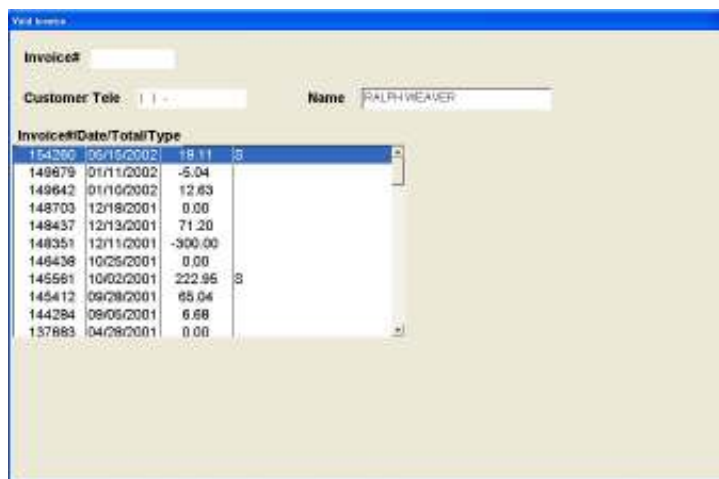 Void Invoice
Invoice#
Customer Tele ( ) -
Name RALPH WEAVER
Invoice#/Date/Total/Type
154260 05/15/2002 19.11 S
149679 01/11/2002 -5.04
149642 01/10/2002 12.63
148703 12/18/2001 0.00
148437 12/13/2001 71.20
148351 12/11/2001 -300.00
146438 10/25/2001 0.00
145561 10/02/2001 222.95 S
145412 09/28/2001 65.04
144284 09/05/2001 6.68
137883 04/28/2001 0.00